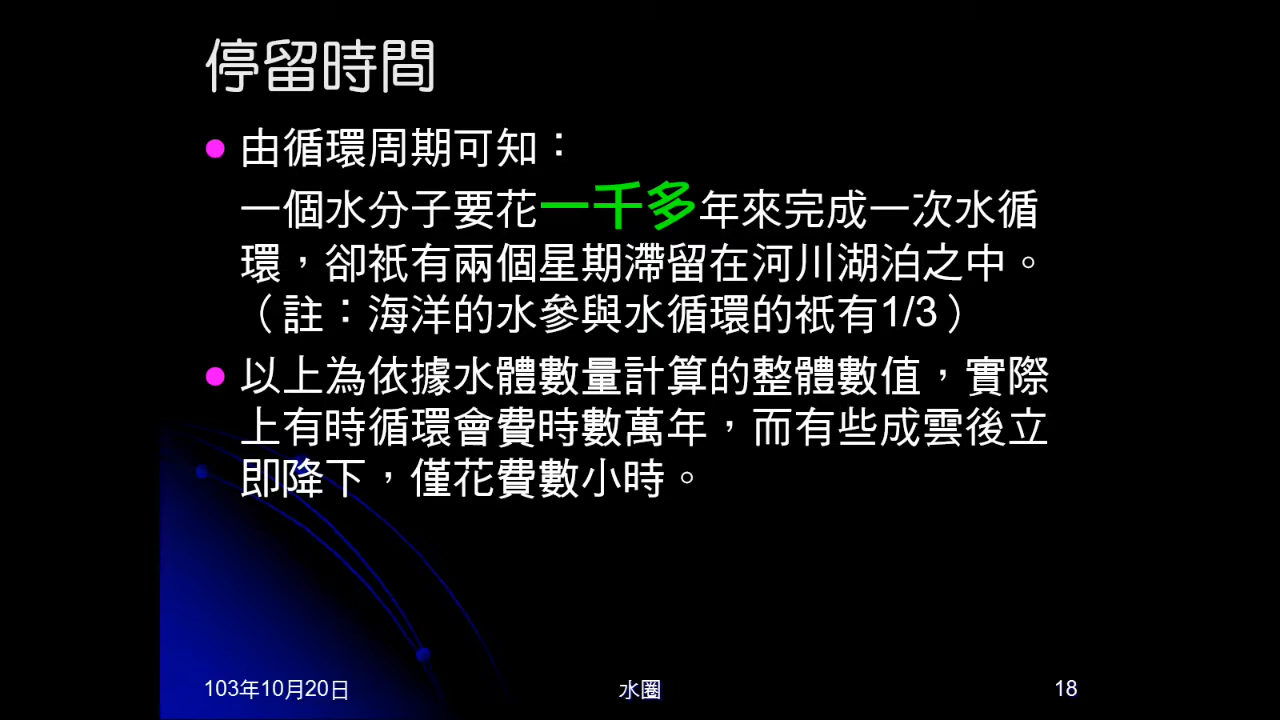 停留時間
由循環周期可知：
一個水分子要花一千多年來完成一次水循
環，卻祇有兩個星期滯留在河川湖泊之中。
（註：海洋的水參與水循環的祇有1/3）
以上為依據水體數量計算的整體數值，實際
上有時循環會費時數萬年，而有些成雲後立
即降下，僅花費數小時。
103年10月20日
水圈
18